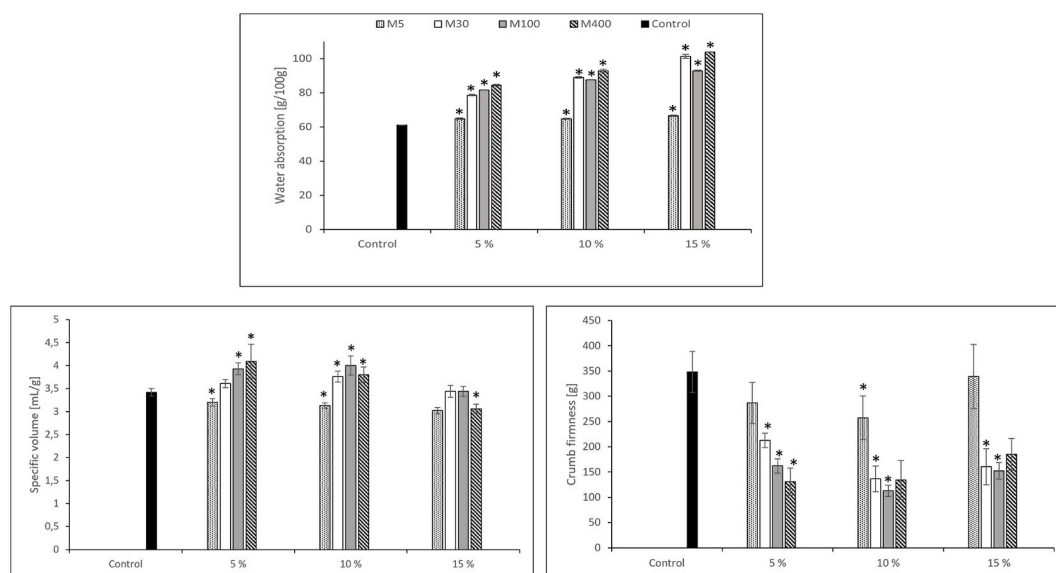 M5 M30 M100 M400 Control
Water absorption [g/100g]
100
80
60
40
20
0
* * * *
* * * *
* * * *
Control 5 % 10 % 15 %
Specific volume [mL/g]
5
4,5
4
3,5
3
2,5
2
1,5
1
0,5
0
* * *
* * * *
*
Control 5 % 10 % 15 %
Crumb firmness [g]
450
400
350
300
250
200
150
100
50
0
* * *
* * *
* *
Control 5 % 10 % 15 %